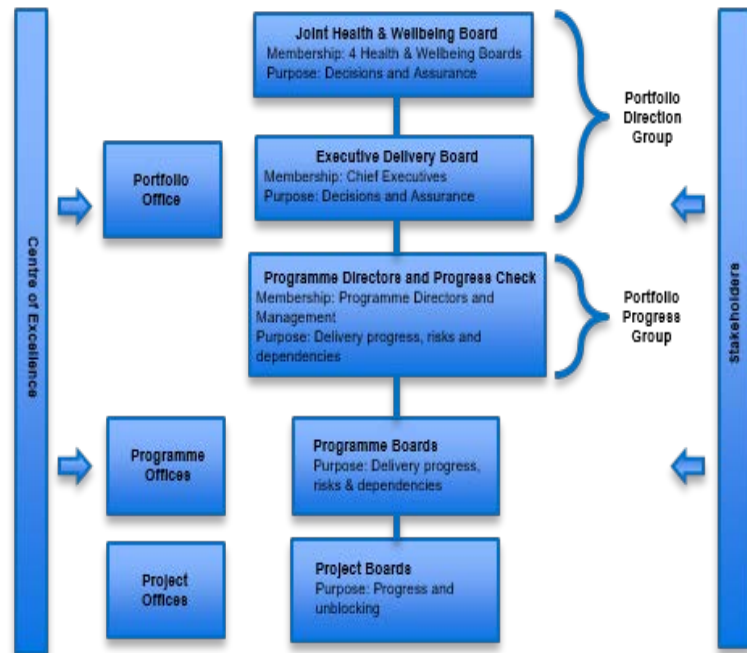 Joint Health & Wellbeing Board
Membership: 4 Health & Wellbeing Boards
Purpose: Decisions and Assurance
Portfolio
Direction
Group
Executive Delivery Board
Membership: Chief Executives
Purpose: Decisions and Assurance
Portfolio
Office
Centre of Excellence
Stakeholders
Programme Directors and Progress Check
Membership: Programme Directors and
Management
Purpose: Delivery progress, risks and
dependencies
Portfolio
Progress
Group
Programme
Offices
Programme Boards
Purpose: Delivery progress,
risks & dependencies
Project
Offices
Project Boards
Purpose: Progress and
unblocking